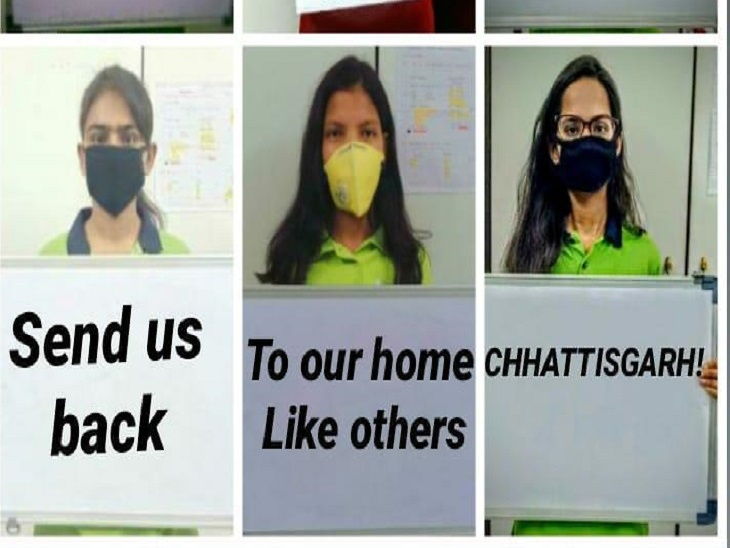 Send us
back
To our home
Like others
CHHATTISGARH!